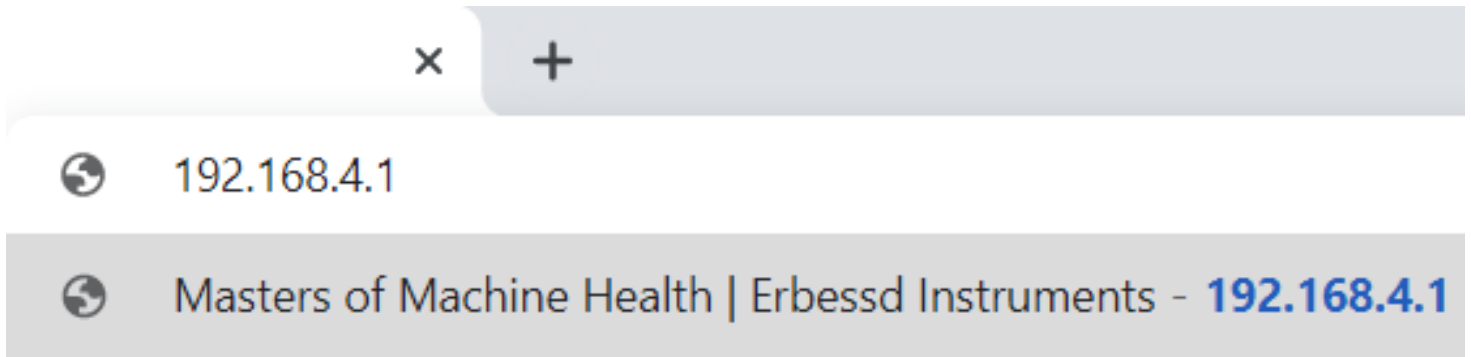 192.168.4.1
Masters of Machine Health | Erbessd Instruments - 192.168.4.1